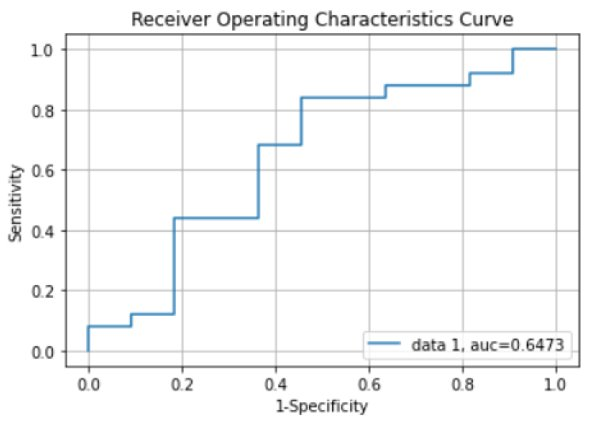 Receiver Operating Characteristics Curve
1.0
0.8
0.6
0.4
0.2
0.0
Sensitivity
data 1, auc=0.6473
0.0 0.2 0.4 0.6 0.8 1.0
1-Specificity